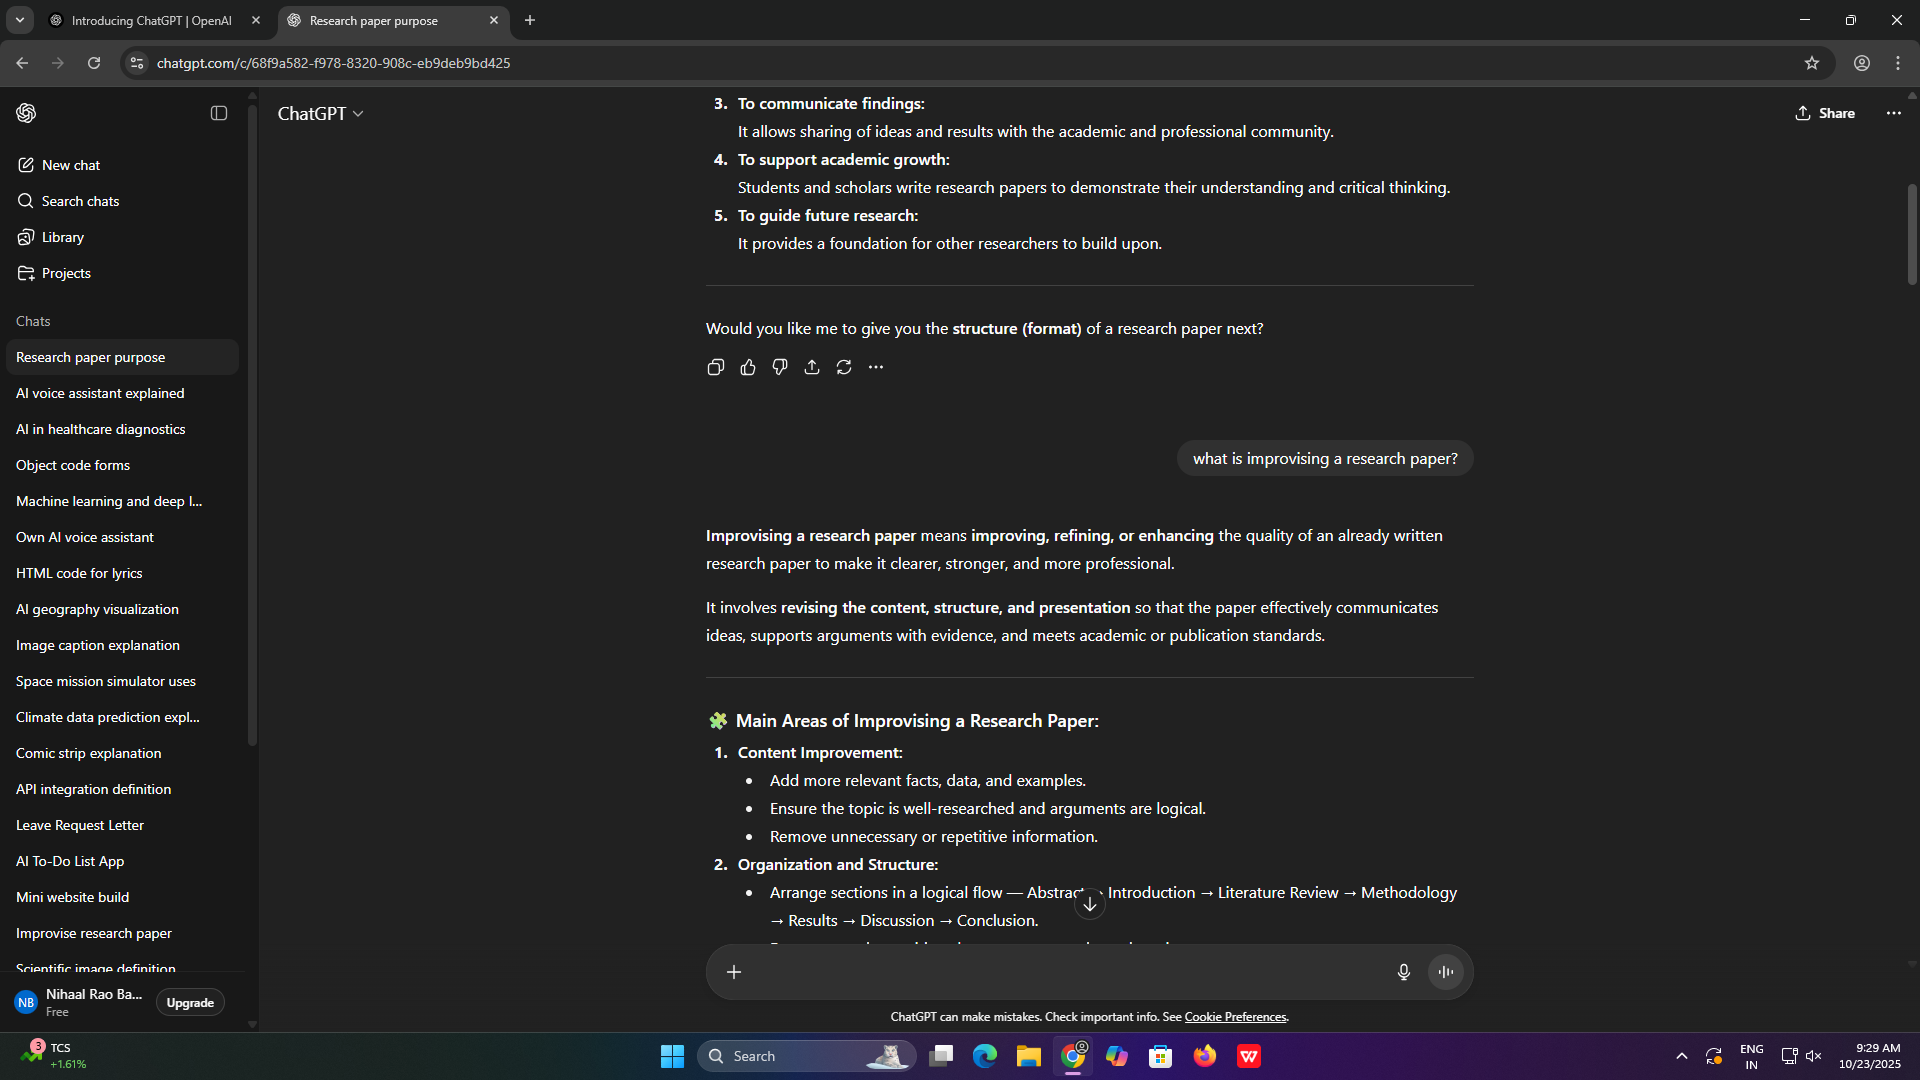 Introducing ChatGPT | OpenAI
Research paper purpose
chatgpt.com/c/68f9a582-f978-8320-908c-eb9deb9bd425
New chat
Search chats
Library
Projects
Chats
Research paper purpose
AI voice assistant explained
AI in healthcare diagnostics
Object code forms
Machine learning and deep l...
Own AI voice assistant
HTML code for lyrics
AI geography visualization
Image caption explanation
Space mission simulator uses
Climate data prediction expl...
Comic strip explanation
API integration definition
Leave Request Letter
AI To-Do List App
Mini website build
Improvise research paper
Scientific image definition
Nihaal Rao Ba...
Free
Upgrade
ChatGPT
Share
3. To communicate findings:
It allows sharing of ideas and results with the academic and professional community.
4. To support academic growth:
Students and scholars write research papers to demonstrate their understanding and critical thinking.
5. To guide future research:
It provides a foundation for other researchers to build upon.
Would you like me to give you the structure (format) of a research paper next?
what is improvising a research paper?
Improvising a research paper means improving, refining, or enhancing the quality of an already written
research paper to make it clearer, stronger, and more professional.
It involves revising the content, structure, and presentation so that the paper effectively communicates
ideas, supports arguments with evidence, and meets academic or publication standards.
🧩 Main Areas of Improvising a Research Paper:
1. Content Improvement:
• Add more relevant facts, data, and examples.
• Ensure the topic is well-researched and arguments are logical.
• Remove unnecessary or repetitive information.
2. Organization and Structure:
• Arrange sections in a logical flow — Abstract → Introduction → Literature Review → Methodology
→ Results → Discussion → Conclusion.
ChatGPT can make mistakes. Check important info. See Cookie Preferences.
3
TCS
+1.61%
Search
W
ENG
IN
9:29 AM
10/23/2025